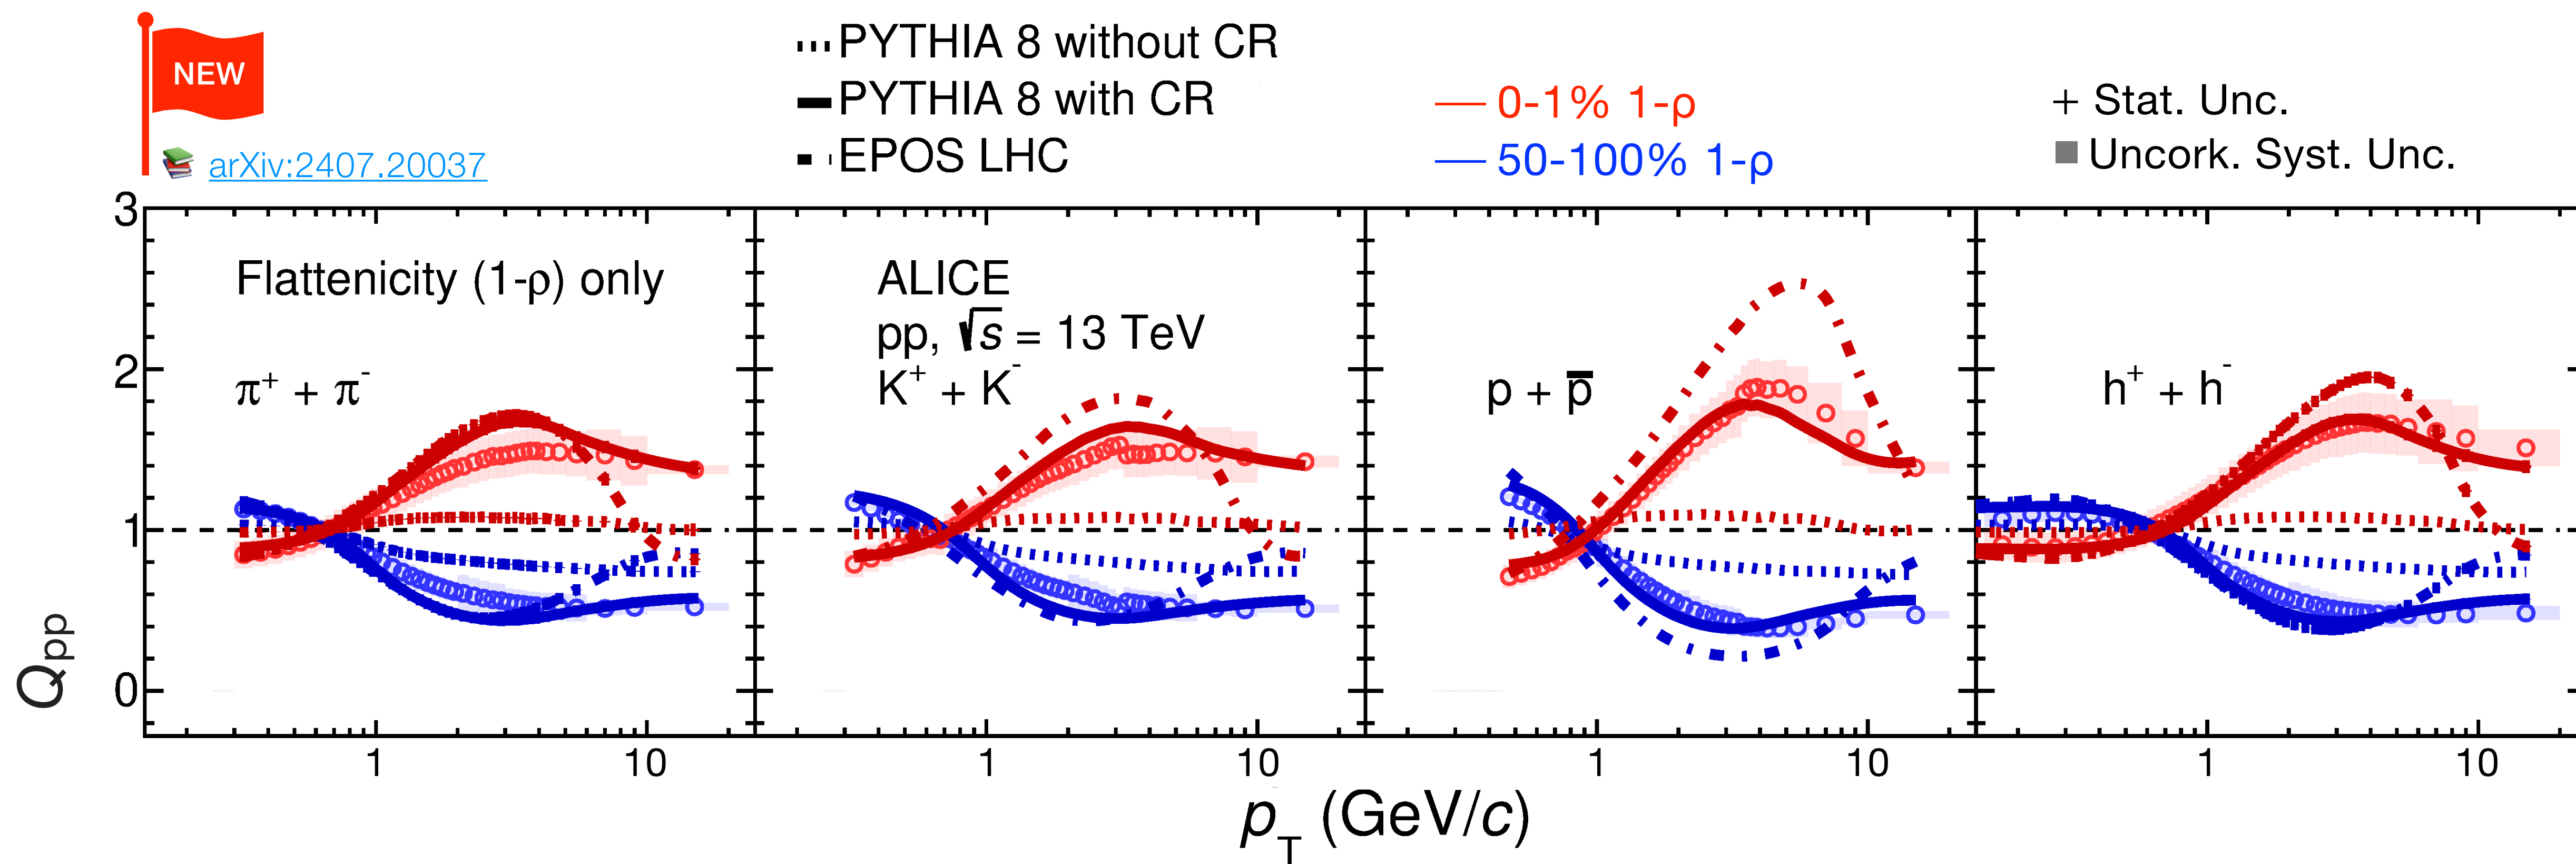 NEW
arXiv:2407.20037
PYTHIA 8 without CR
PYTHIA 8 with CR
EPOS LHC
0-1% 1-ρ
50-100% 1-ρ
+ Stat. Unc.
Uncork. Syst. Unc.
Flattenicity (1-ρ) only
π⁺ + π⁻
ALICE
pp, √s = 13 TeV
K⁺ + K⁻
p + p̅
h⁺ + h⁻
3
2
1
0
Qpp
1 10 1 10 1 10 1 10
p_T (GeV/c)